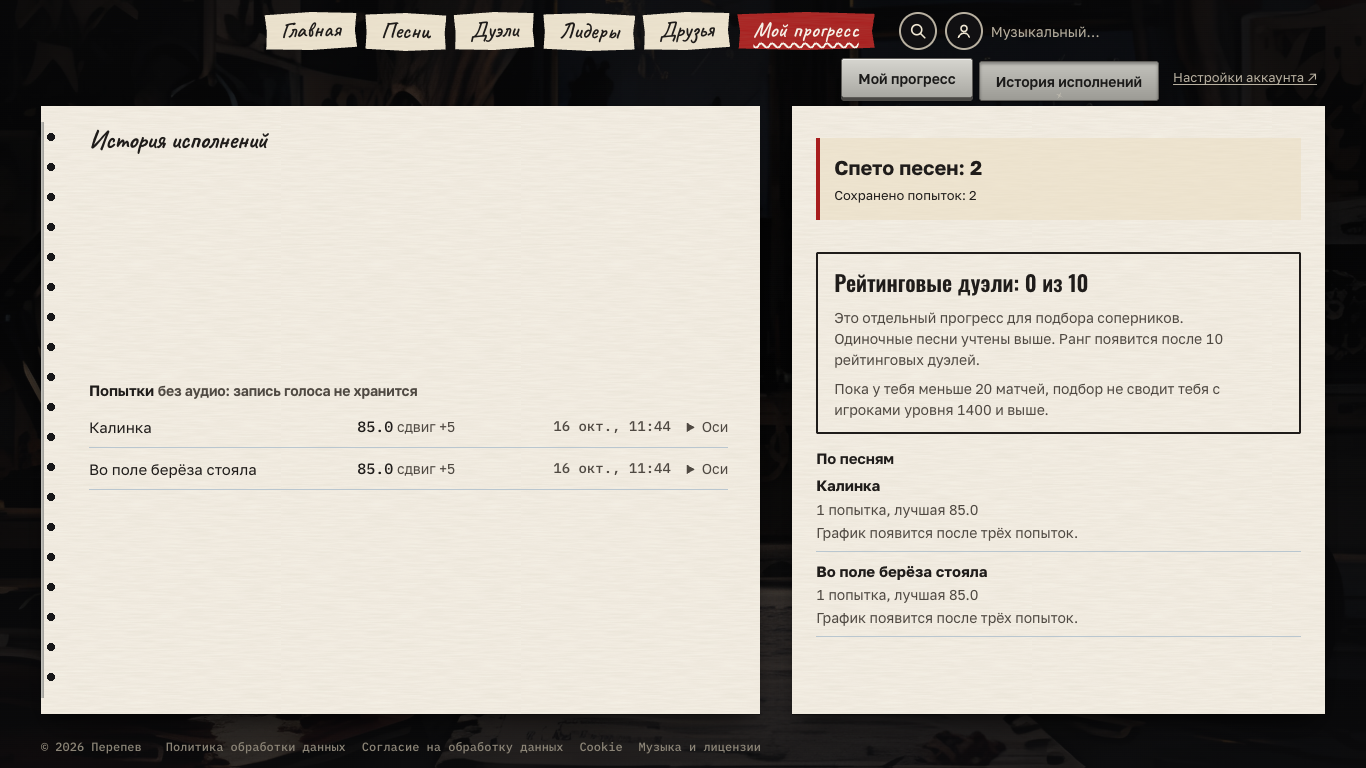 Главная Песни Дуэли Лидеры Друзья Мой прогресс Музыкальный...
Мой прогресс История исполнений Настройки аккаунта ↗
История исполнений
Попытки без аудио: запись голоса не хранится
Калинка 85.0 сдвиг +5 16 окт., 11:44 ▶ Оси
Во поле берёза стояла 85.0 сдвиг +5 16 окт., 11:44 ▶ Оси
Спето песен: 2
Сохранено попыток: 2
Рейтинговые дуэли: 0 из 10
Это отдельный прогресс для подбора соперников.
Одиночные песни учтены выше. Ранг появится после 10
рейтинговых дуэлей.
Пока у тебя меньше 20 матчей, подбор не сводит тебя с
игроками уровня 1400 и выше.
По песням
Калинка
1 попытка, лучшая 85.0
График появится после трёх попыток.
Во поле берёза стояла
1 попытка, лучшая 85.0
График появится после трёх попыток.
© 2026 Перепев Политика обработки данных Согласие на обработку данных Cookie Музыка и лицензии